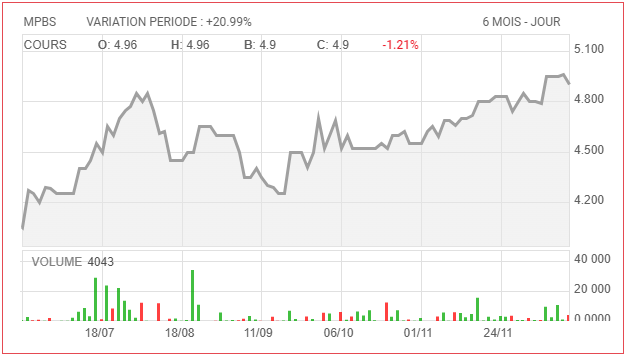 MPBS VARIATION PERIODE : +20.99% 6 MOIS - JOUR
COURS O: 4.96 H: 4.96 B: 4.9 C: 4.9 -1.21%
5.100
4.800
4.500
4.200
VOLUME 4043
40 000
20 000
0.0000
18/07 18/08 11/09 06/10 01/11 24/11